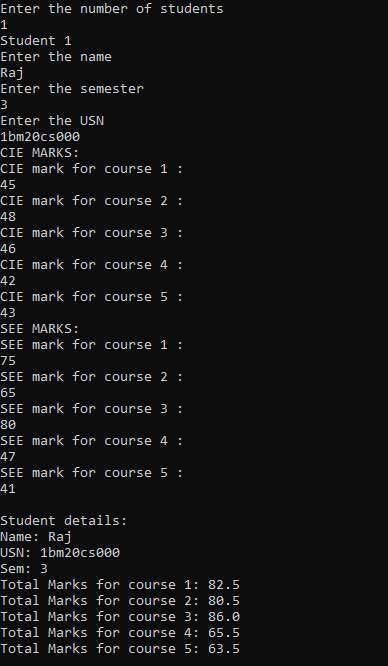 Enter the number of students
1
Student 1
Enter the name
Raj
Enter the semester
3
Enter the USN
1bm20cs000
CIE MARKS:
CIE mark for course 1 :
45
CIE mark for course 2 :
48
CIE mark for course 3 :
46
CIE mark for course 4 :
42
CIE mark for course 5 :
43
SEE MARKS:
SEE mark for course 1 :
75
SEE mark for course 2 :
65
SEE mark for course 3 :
80
SEE mark for course 4 :
47
SEE mark for course 5 :
41
Student details:
Name: Raj
USN: 1bm20cs000
Sem: 3
Total Marks for course 1: 82.5
Total Marks for course 2: 80.5
Total Marks for course 3: 86.0
Total Marks for course 4: 65.5
Total Marks for course 5: 63.5